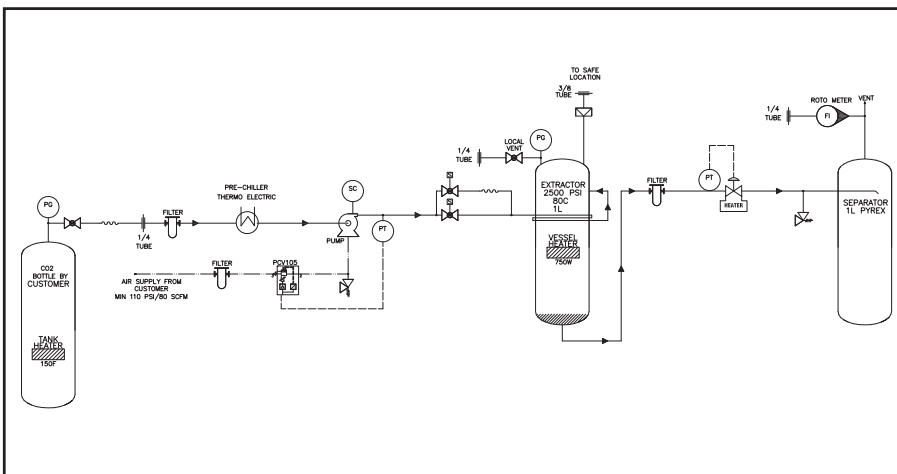 PG
CO2
BOTTLE BY
CUSTOMER
TANK
HEATER
150F
1/4
TUBE
FILTER
PRE-CHILLER
THERMO ELECTRIC
SC
PUMP
PT
FILTER
AIR SUPPLY FROM
CUSTOMER
MIN 110 PSI/80 SCFM
PCV105
1/4
TUBE
LOCAL
VENT
PG
TO SAFE
LOCATION
3/8
TUBE
EXTRACTOR
2500 PSI
80C
1L
VESSEL
HEATER
750W
FILTER
PT
HEATER
1/4
TUBE
ROTO METER
FI
VENT
SEPARATOR
1L PYREX